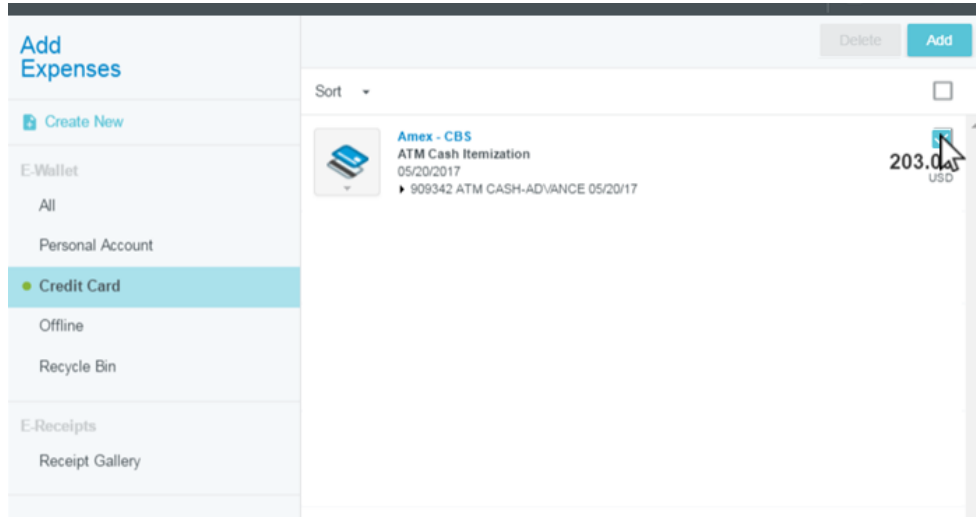 Add
Expenses
Delete
Add
Sort
Create New
E-Wallet
All
Personal Account
Credit Card
Offline
Recycle Bin
E-Receipts
Receipt Gallery
Amex - CBS
ATM Cash Itemization
05/20/2017
909342 ATM CASH-ADVANCE 05/20/17
USD